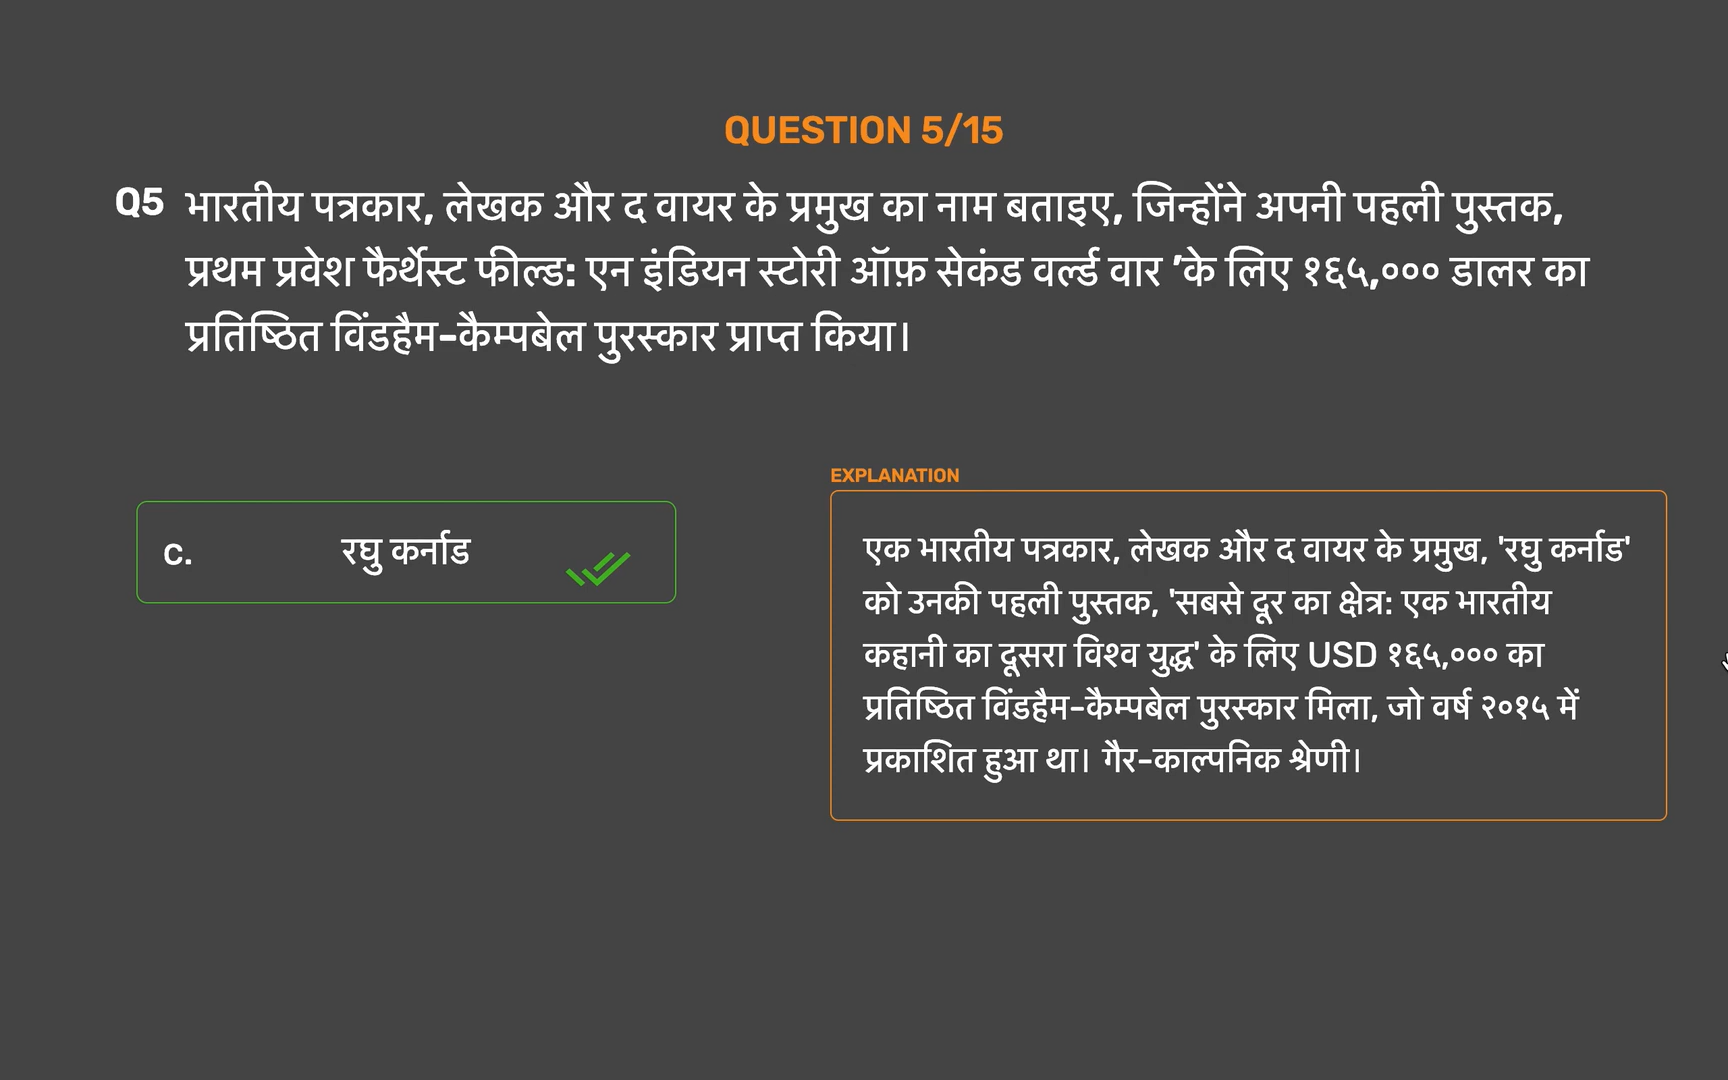 QUESTION 5/15
Q5 भारतीय पत्रकार, लेखक और द वायर के प्रमुख का नाम बताइए, जिन्होंने अपनी पहली पुस्तक,
प्रथम प्रवेश फैर्थेस्ट फील्ड: एन इंडियन स्टोरी ऑफ़ सेकंड वर्ल्ड वार ’के लिए १६५,००० डालर का
प्रतिष्ठित विंडहैम-कैम्पबेल पुरस्कार प्राप्त किया।
EXPLANATION
c. रघु कर्नाड
एक भारतीय पत्रकार, लेखक और द वायर के प्रमुख, 'रघु कर्नाड'
को उनकी पहली पुस्तक, 'सबसे दूर का क्षेत्र: एक भारतीय
कहानी का दूसरा विश्व युद्ध' के लिए USD १६५,००० का
प्रतिष्ठित विंडहैम-कैम्पबेल पुरस्कार मिला, जो वर्ष २०१५ में
प्रकाशित हुआ था। गैर-काल्पनिक श्रेणी।